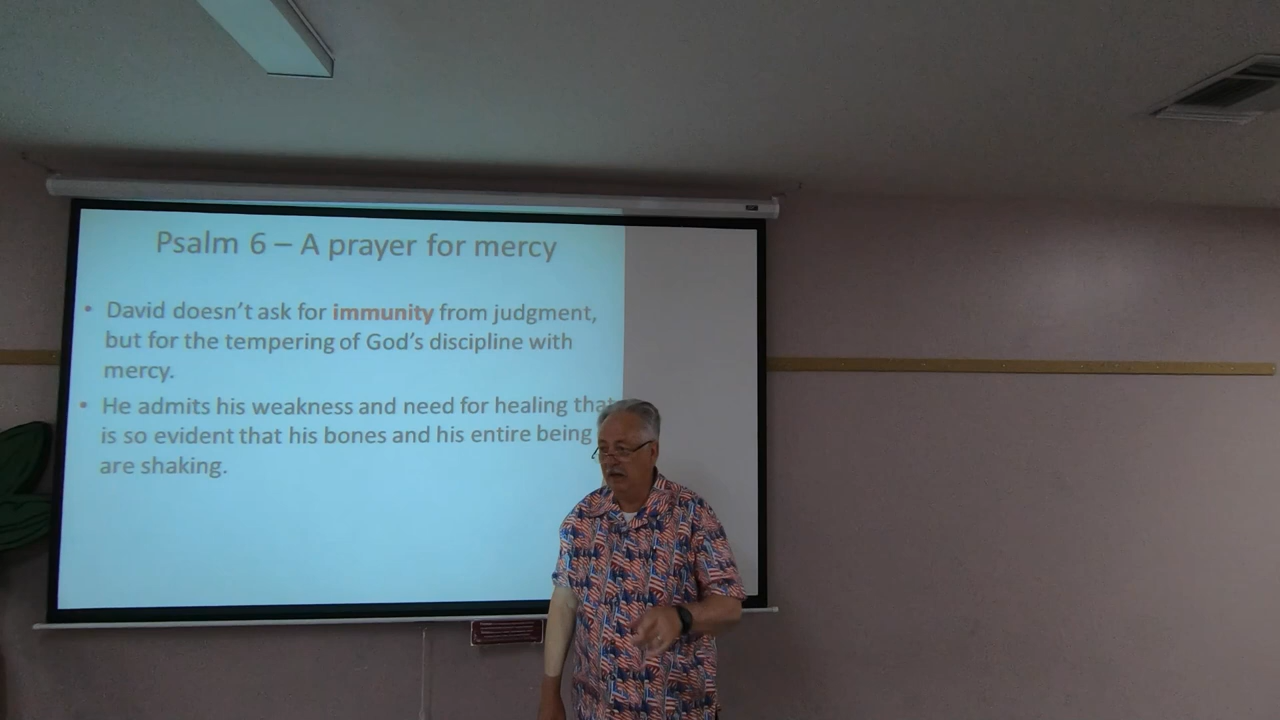 Psalm 6 – A prayer for mercy
• David doesn't ask for immunity from judgment,
but for the tempering of God's discipline with
mercy.
• He admits his weakness and need for healing that
is so evident that his bones and his entire being
are shaking.